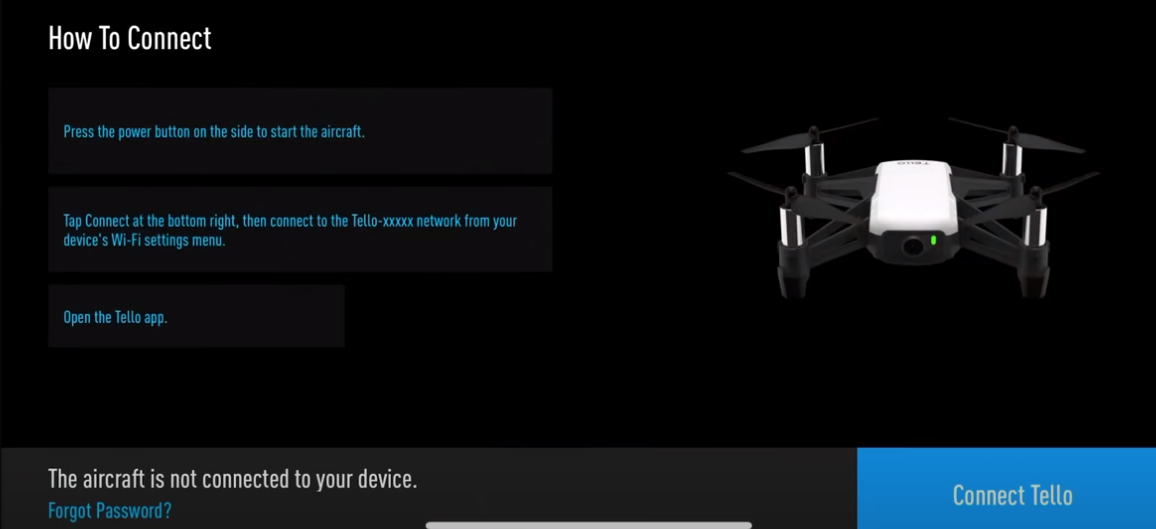 How To Connect
Press the power button on the side to start the aircraft.
Tap Connect at the bottom right, then connect to the Tello-xxxxx network from your
device's Wi-Fi settings menu.
Open the Tello app.
TELLO
The aircraft is not connected to your device.
Forgot Password?
Connect Tello